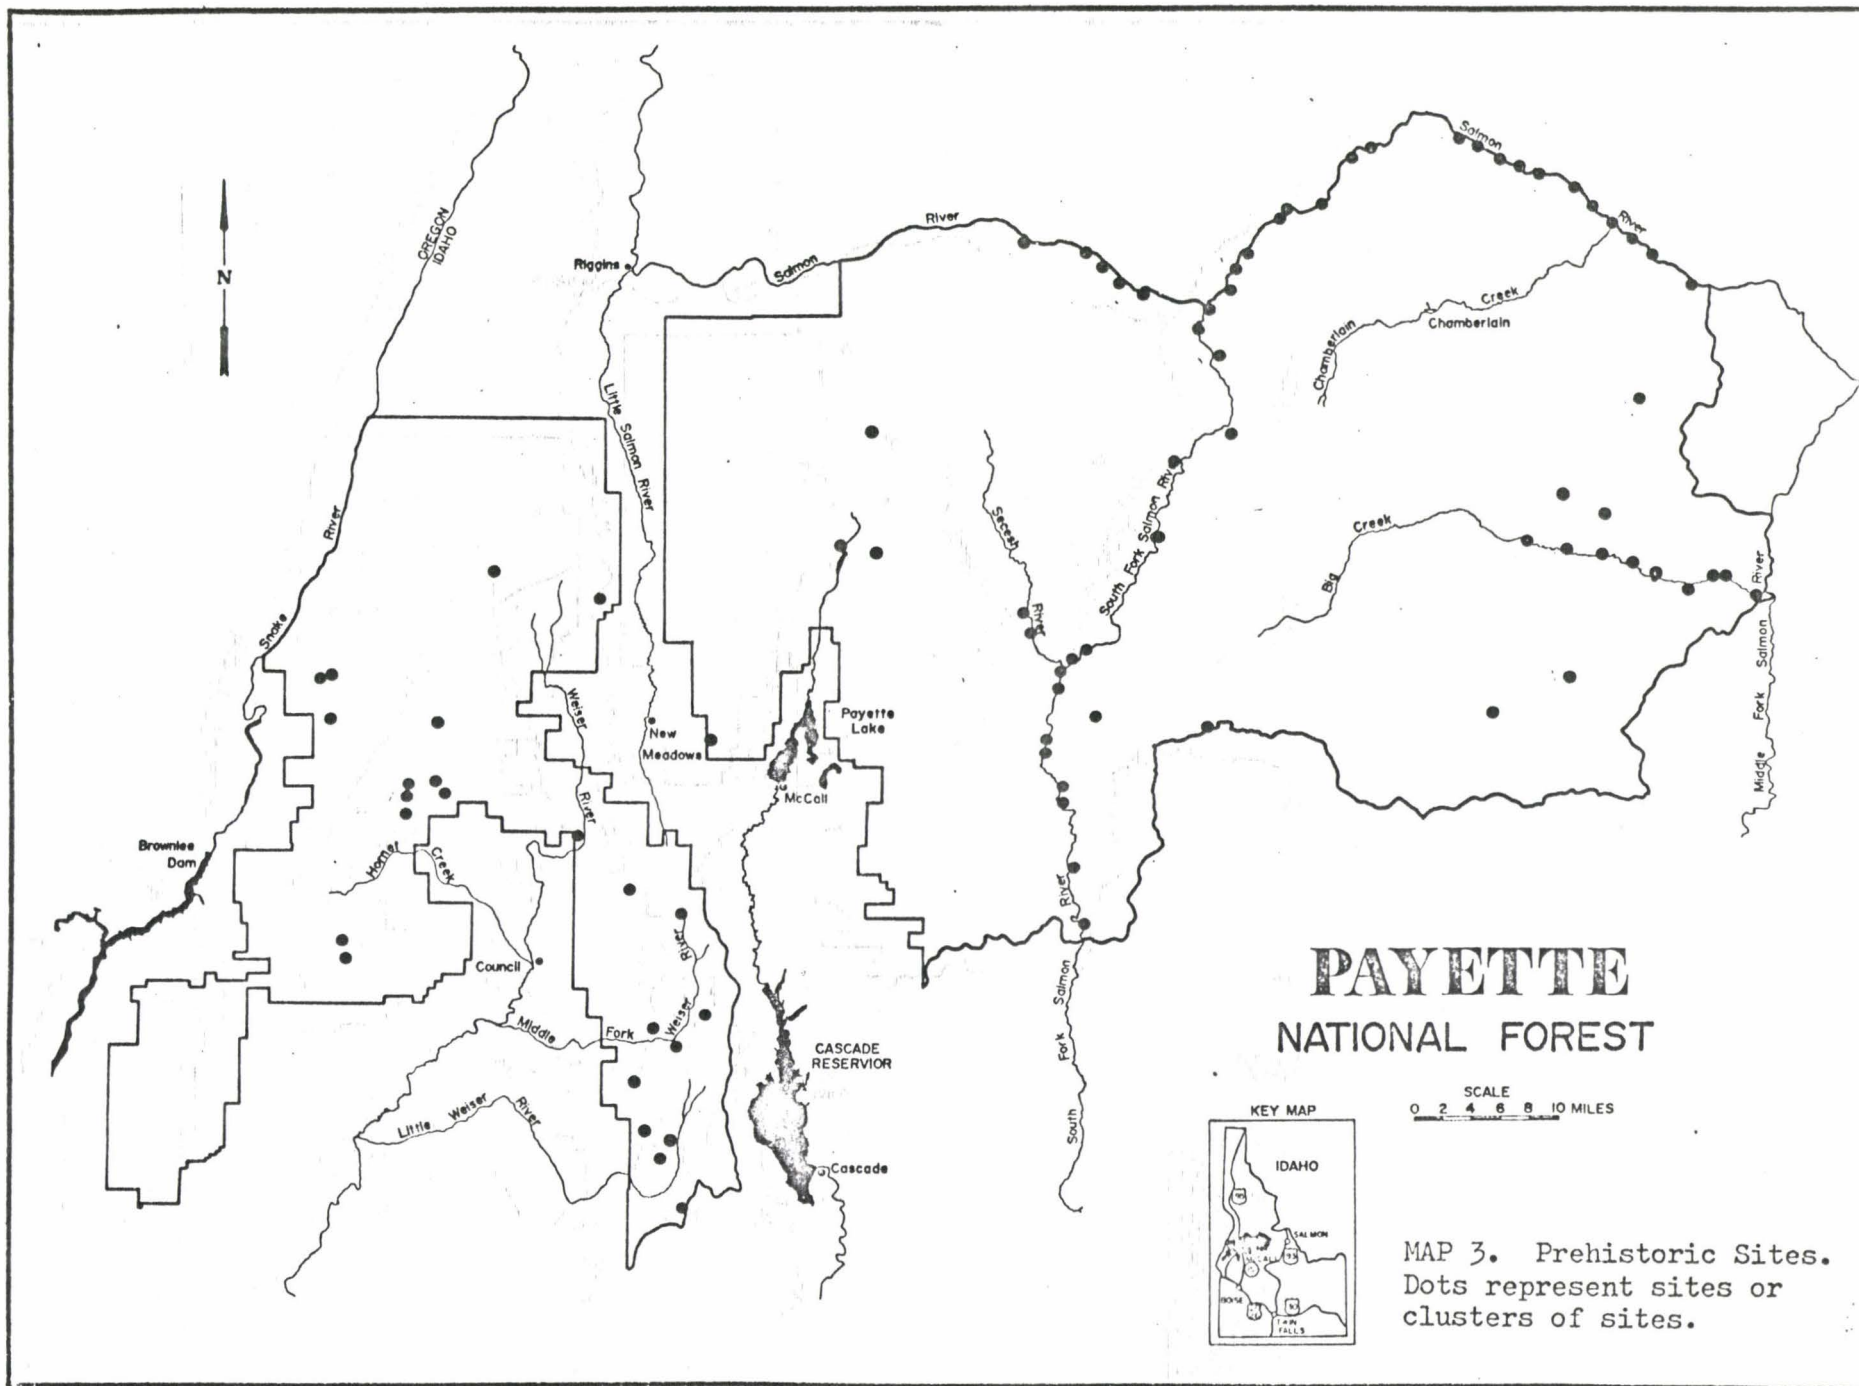 Salmon
River
River
OREGON
IDAHO
N
Riggins
Salmon
Creek
Chamberlain
Chamberlain
Little Salmon River
River
Snake
Secesh
River
South Fork Salmon Riv
Creek
Big
River
Middle Fork Salmon
Weiser
River
New
Meadows
Payette
Lake
McCall
Brownlee
Dam
Hornet
Creek
River
Council
River
Weiser
Middle Fork
Little Weiser River
CASCADE
RESERVIOR
Cascade
South Fork Salmon
PAYETTE
NATIONAL FOREST
SCALE
0 2 4 6 8 10 MILES
KEY MAP
IDAHO
SALMON
93
BOISE
TWIN
FALLS
MAP 3. Prehistoric Sites.
Dots represent sites or
clusters of sites.